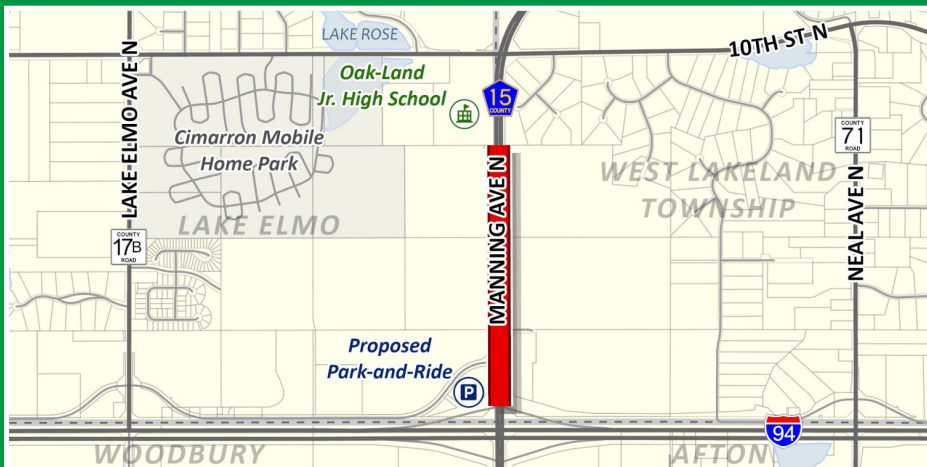 LAKE ROSE
10TH ST N
LAKE ELMO AVE N
Oak-Land
Jr. High School
15
COUNTY
Cimarron Mobile
Home Park
COUNTY
71
ROAD
WEST LAKELAND
TOWNSHIP
MANNING AVE N
NEAL AVE N
LAKE ELMO
COUNTY
17B
ROAD
Proposed
Park-and-Ride
P
94
WOODBURY
AFTON